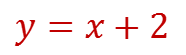 y = x + 2